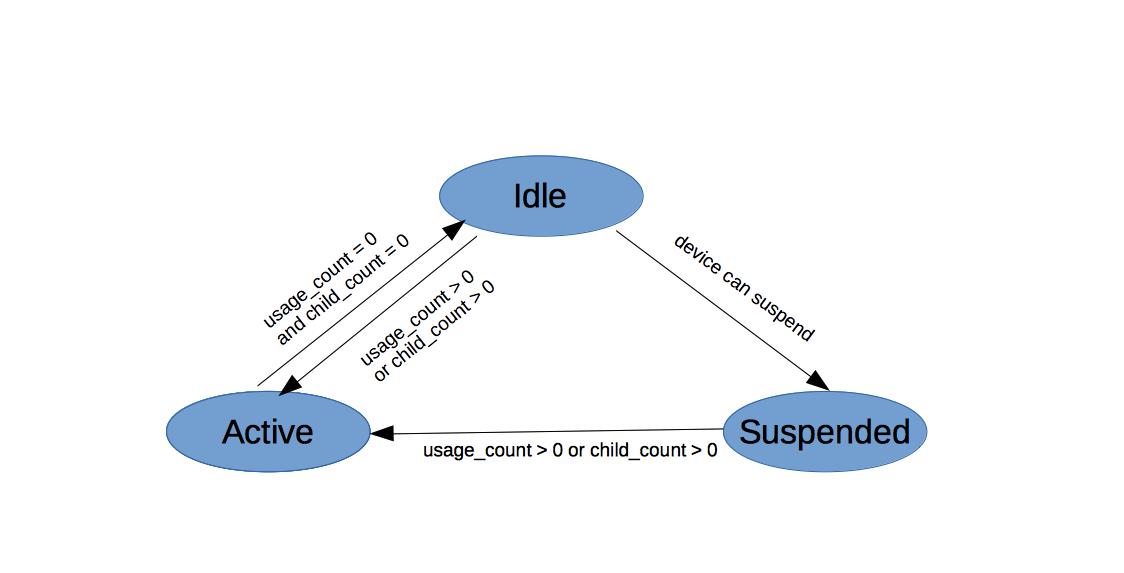 Idle
usage_count = 0
and child_count = 0
usage_count > 0
or child_count > 0
device can suspend
Active
Suspended
usage_count > 0 or child_count > 0